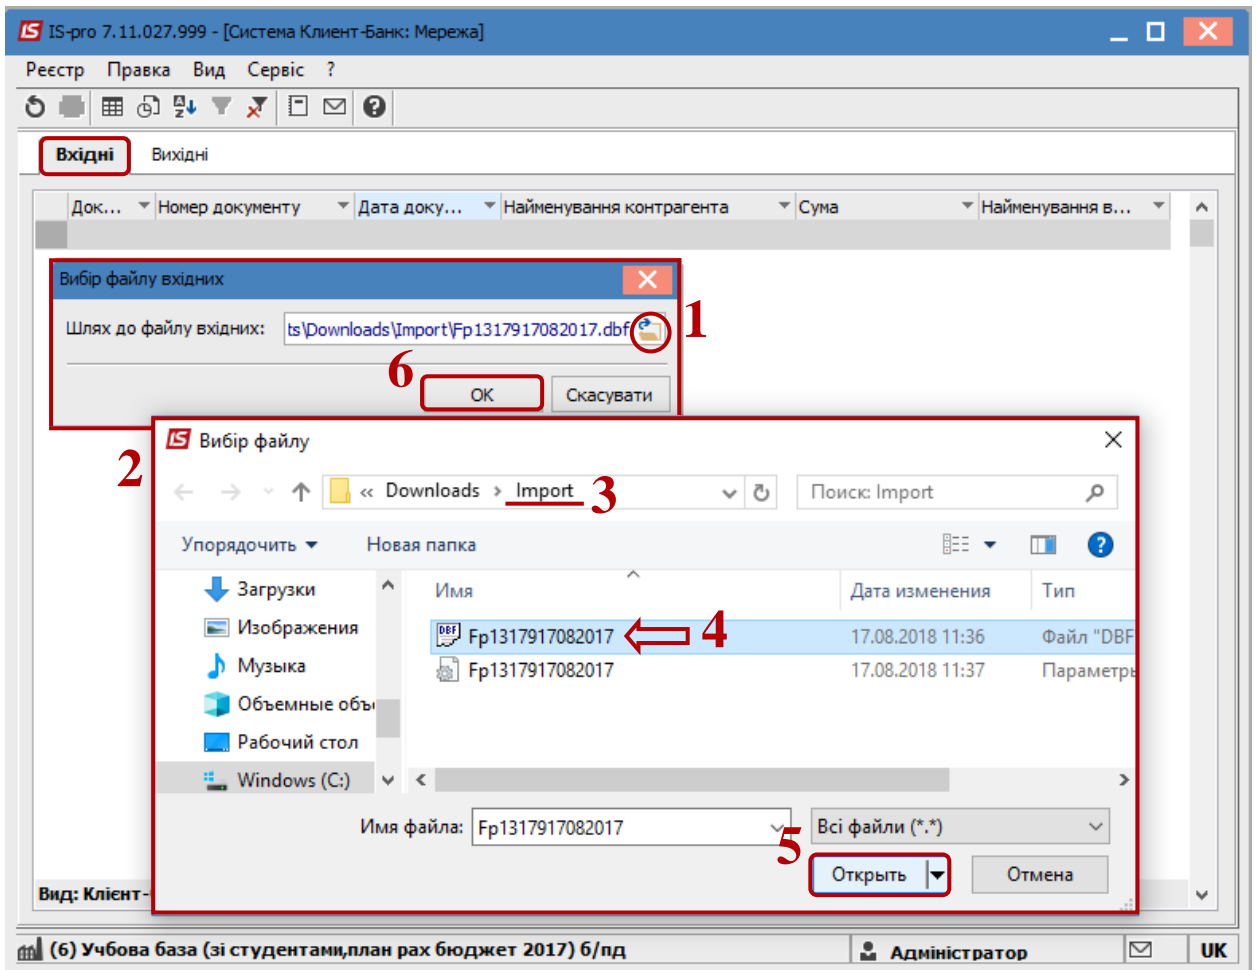 IS IS-pro 7.11.027.999 - [Система Клиент-Банк: Мережа]
Реєстр Правка Вид Сервіс ?
Вхідні Вихідні
Док... Номер документу Дата доку... Найменування контрагента Сума Найменування в...
Вибір файлу вхідних
Шлях до файлу вхідних: ts\Downloads\Import\Fp1317917082017.dbf 1
6 OK Скасувати
2 IS Вибір файлу
« Downloads › Import 3 Поиск: Import
Упорядочить Новая папка
Имя Дата изменения Тип
Загрузки
Изображения
Музыка
Объемные объ
Рабочий стол
Windows (C:)
DBF Fp1317917082017 4 17.08.2018 11:36 Файл "DBF
Fp1317917082017 17.08.2018 11:37 Параметры
Имя файла: Fp1317917082017 Всі файли (*.*)
5 Открыть Отмена
Вид: Клієнт-
(6) Учбова база (зі студентами,план рах бюджет 2017) б/пд Адміністратор UK